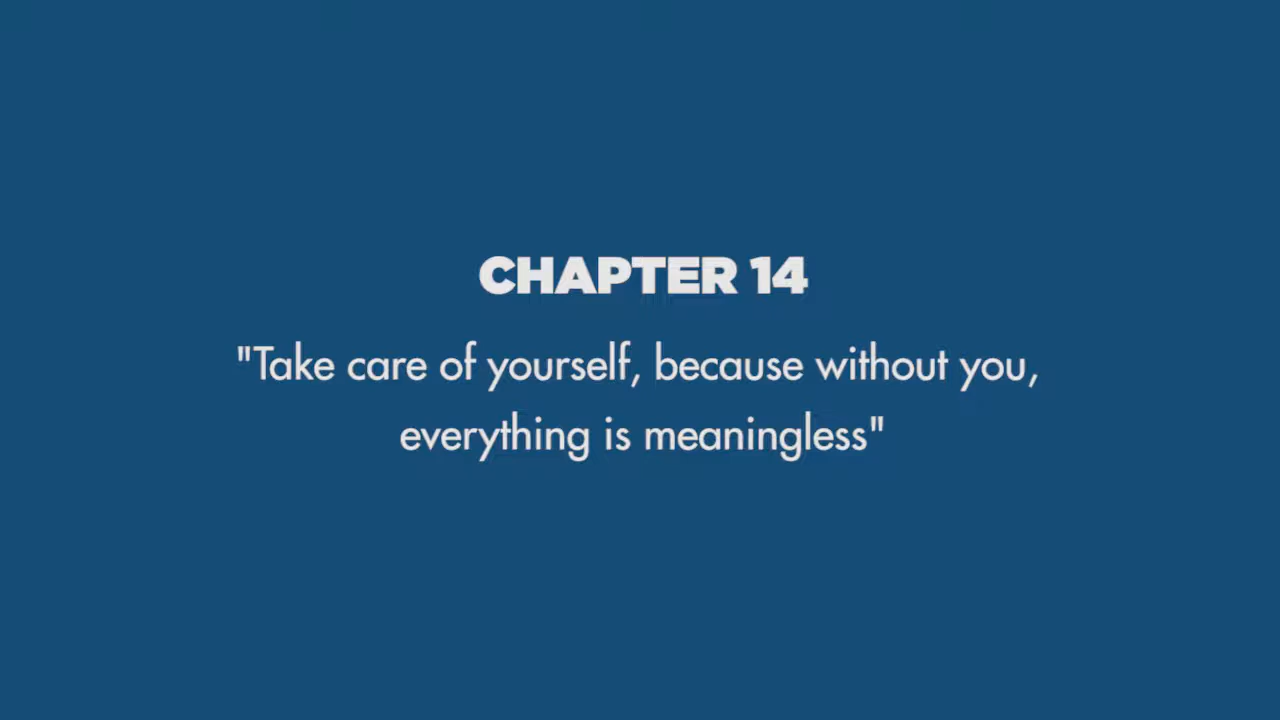 CHAPTER 14
"Take care of yourself, because without you,
everything is meaningless"